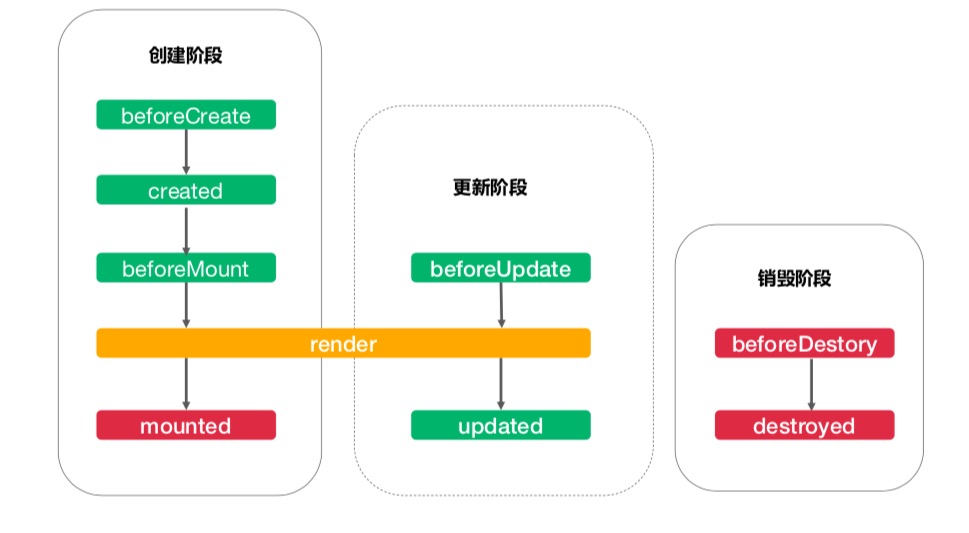 创建阶段
beforeCreate
created
beforeMount
render
mounted
更新阶段
beforeUpdate
updated
销毁阶段
beforeDestory
destroyed